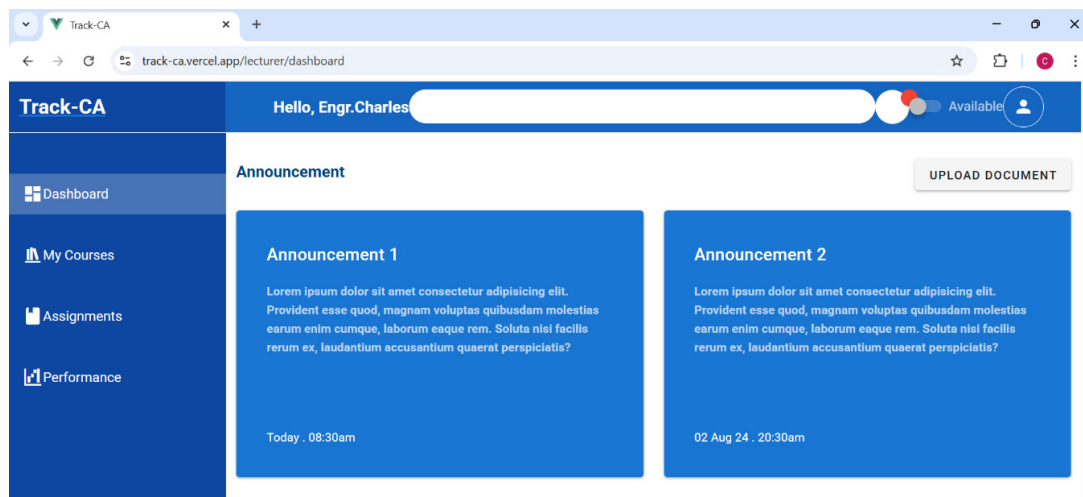 Track-CA
track-ca.vercel.app/lecturer/dashboard
C
Track-CA
Hello, Engr.Charles
Available
Announcement
UPLOAD DOCUMENT
Dashboard
My Courses
Assignments
Performance
Announcement 1
Lorem ipsum dolor sit amet consectetur adipisicing elit.
Provident esse quod, magnam voluptas quibusdam molestias
earum enim cumque, laborum eaque rem. Soluta nisi facilis
rerum ex, laudantium accusantium quaerat perspiciatis?
Today . 08:30am
Announcement 2
Lorem ipsum dolor sit amet consectetur adipisicing elit.
Provident esse quod, magnam voluptas quibusdam molestias
earum enim cumque, laborum eaque rem. Soluta nisi facilis
rerum ex, laudantium accusantium quaerat perspiciatis?
02 Aug 24 . 20:30am